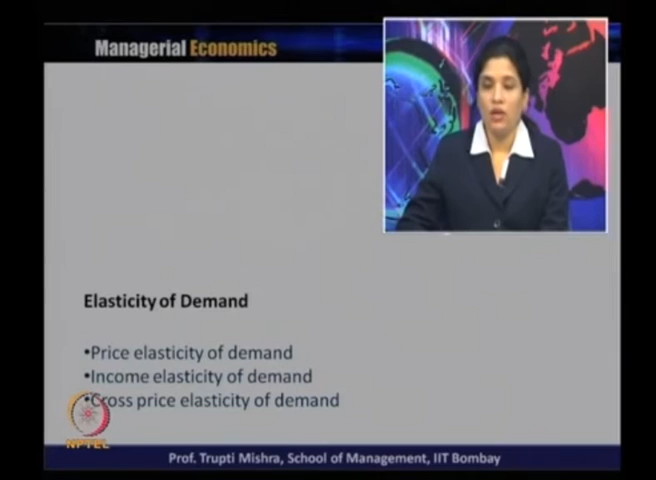 Managerial Economics
Elasticity of Demand
•Price elasticity of demand
•Income elasticity of demand
•Cross price elasticity of demand
NPTEL
Prof. Trupti Mishra, School of Management, IIT Bombay